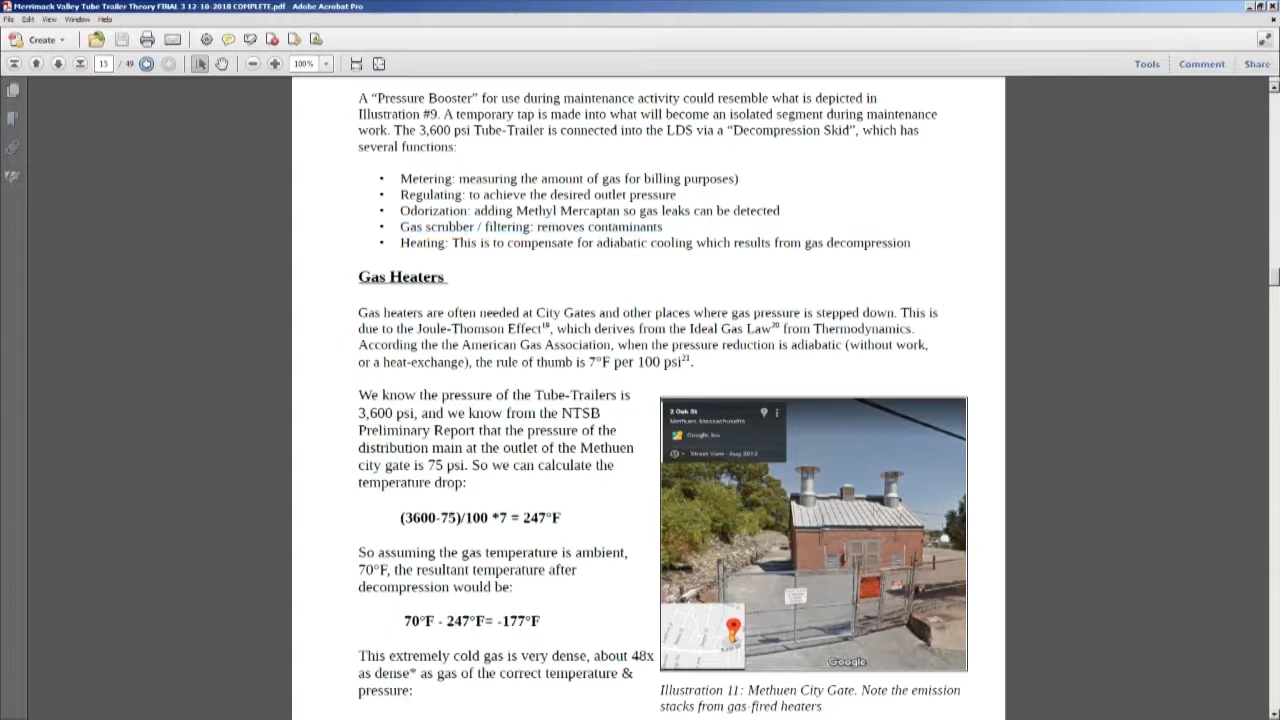 Merrimack Valley Tube Trailer Theory FINAL 3 12-10-2018 COMPLETE.pdf - Adobe Acrobat Pro
File Edit View Window Help
Create
15 / 49 100% Tools Comment Share
A “Pressure Booster” for use during maintenance activity could resemble what is depicted in
Illustration #9. A temporary tap is made into what will become an isolated segment during maintenance
work. The 3,600 psi Tube-Trailer is connected into the LDS via a “Decompression Skid”, which has
several functions:
• Metering: measuring the amount of gas for billing purposes)
• Regulating: to achieve the desired outlet pressure
• Odorization: adding Methyl Mercaptan so gas leaks can be detected
• Gas scrubber / filtering: removes contaminants
• Heating: This is to compensate for adiabatic cooling which results from gas decompression
Gas Heaters
Gas heaters are often needed at City Gates and other places where gas pressure is stepped down. This is
due to the Joule-Thomson Effect19, which derives from the Ideal Gas Law20 from Thermodynamics.
According the the American Gas Association, when the pressure reduction is adiabatic (without work,
or a heat-exchange), the rule of thumb is 7°F per 100 psi21.
We know the pressure of the Tube-Trailers is
3,600 psi, and we know from the NTSB
Preliminary Report that the pressure of the
distribution main at the outlet of the Methuen
city gate is 75 psi. So we can calculate the
temperature drop:
(3600-75)/100 *7 = 247°F
So assuming the gas temperature is ambient,
70°F, the resultant temperature after
decompression would be:
70°F - 247°F= -177°F
This extremely cold gas is very dense, about 48x
as dense* as gas of the correct temperature &
pressure:
2 Oak St
Methuen, Massachusetts
Google, Inc
Street View - Aug 2012
Google
Illustration 11: Methuen City Gate. Note the emission
stacks from gas-fired heaters